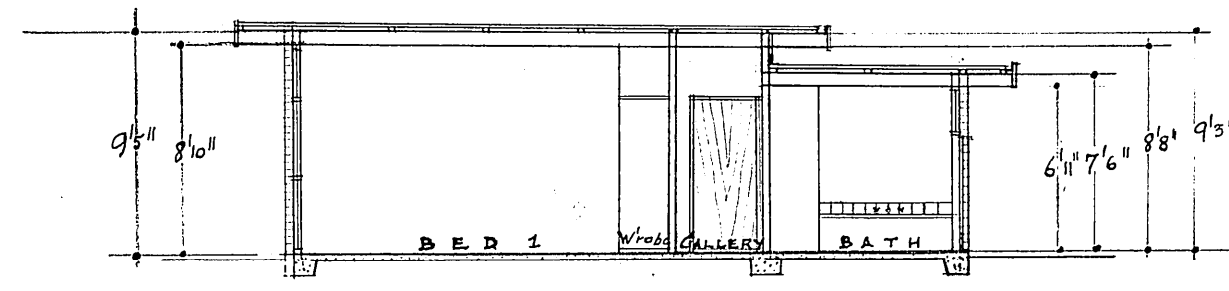 9'5"
8'10"
BED 1
W'robe
GALLERY
BATH
6'11"
7'6"
8'8"
9'3"